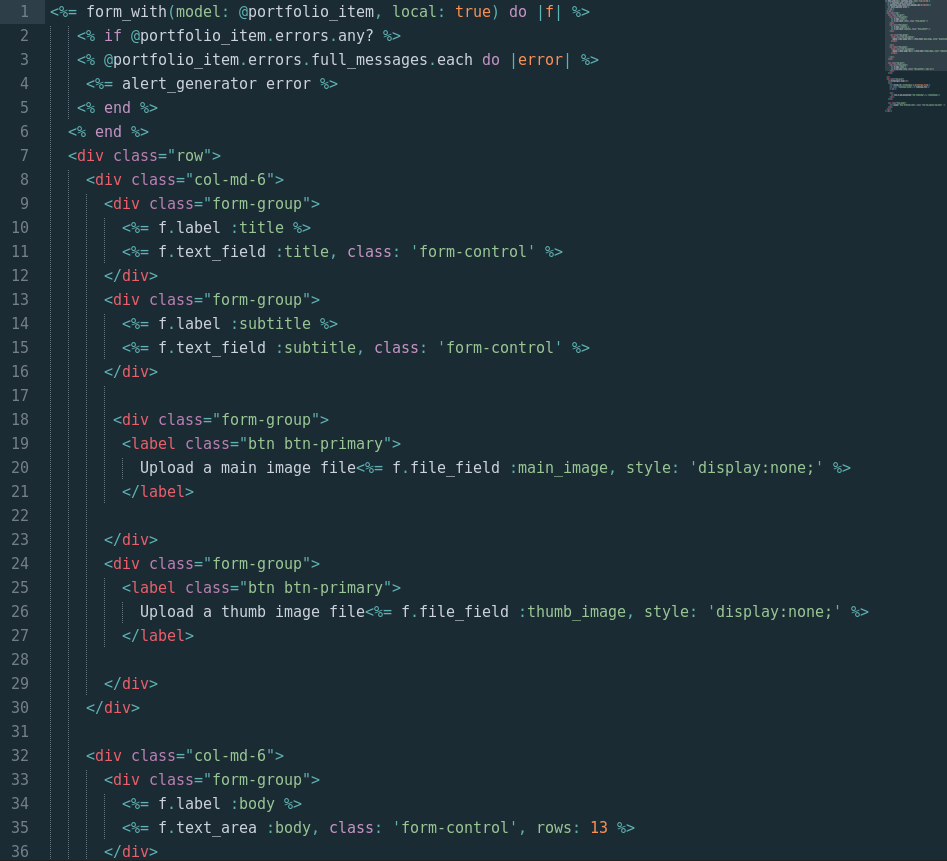 1 <%= form_with(model: @portfolio_item, local: true) do |f| %>
2 <% if @portfolio_item.errors.any? %>
3 <% @portfolio_item.errors.full_messages.each do |error| %>
4 <%= alert_generator error %>
5 <% end %>
6 <% end %>
7 <div class="row">
8 <div class="col-md-6">
9 <div class="form-group">
10 <%= f.label :title %>
11 <%= f.text_field :title, class: 'form-control' %>
12 </div>
13 <div class="form-group">
14 <%= f.label :subtitle %>
15 <%= f.text_field :subtitle, class: 'form-control' %>
16 </div>
17
18 <div class="form-group">
19 <label class="btn btn-primary">
20 Upload a main image file<%= f.file_field :main_image, style: 'display:none;' %>
21 </label>
22
23 </div>
24 <div class="form-group">
25 <label class="btn btn-primary">
26 Upload a thumb image file<%= f.file_field :thumb_image, style: 'display:none;' %>
27 </label>
28
29 </div>
30 </div>
31
32 <div class="col-md-6">
33 <div class="form-group">
34 <%= f.label :body %>
35 <%= f.text_area :body, class: 'form-control', rows: 13 %>
36 </div>